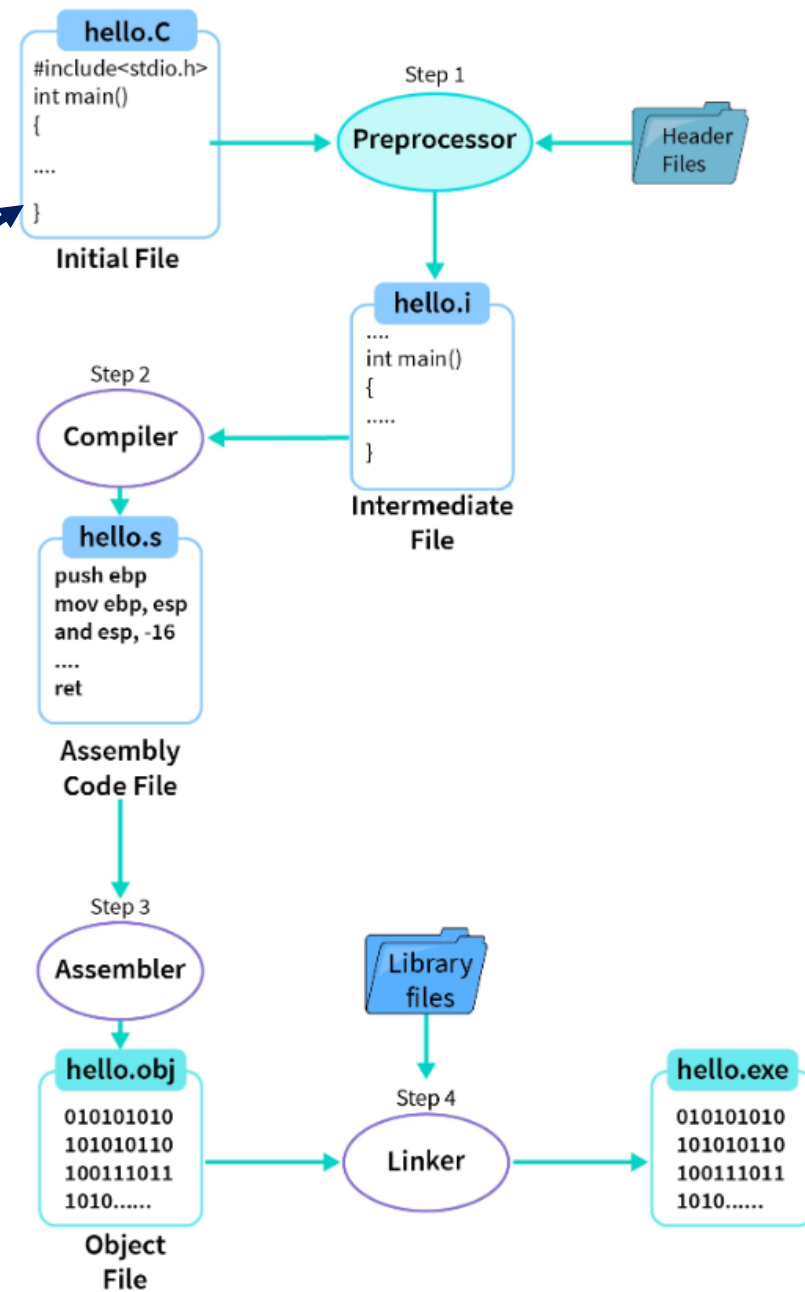 hello.C
#include<stdio.h>
int main()
{
....
}
Initial File
Step 1
Preprocessor
Header
Files
hello.i
....
int main()
{
.....
}
Intermediate
File
Step 2
Compiler
hello.s
push ebp
mov ebp, esp
and esp, -16
....
ret
Assembly
Code File
Step 3
Assembler
hello.obj
010101010
101010110
100111011
1010......
Object
File
Library
files
Step 4
Linker
hello.exe
010101010
101010110
100111011
1010......